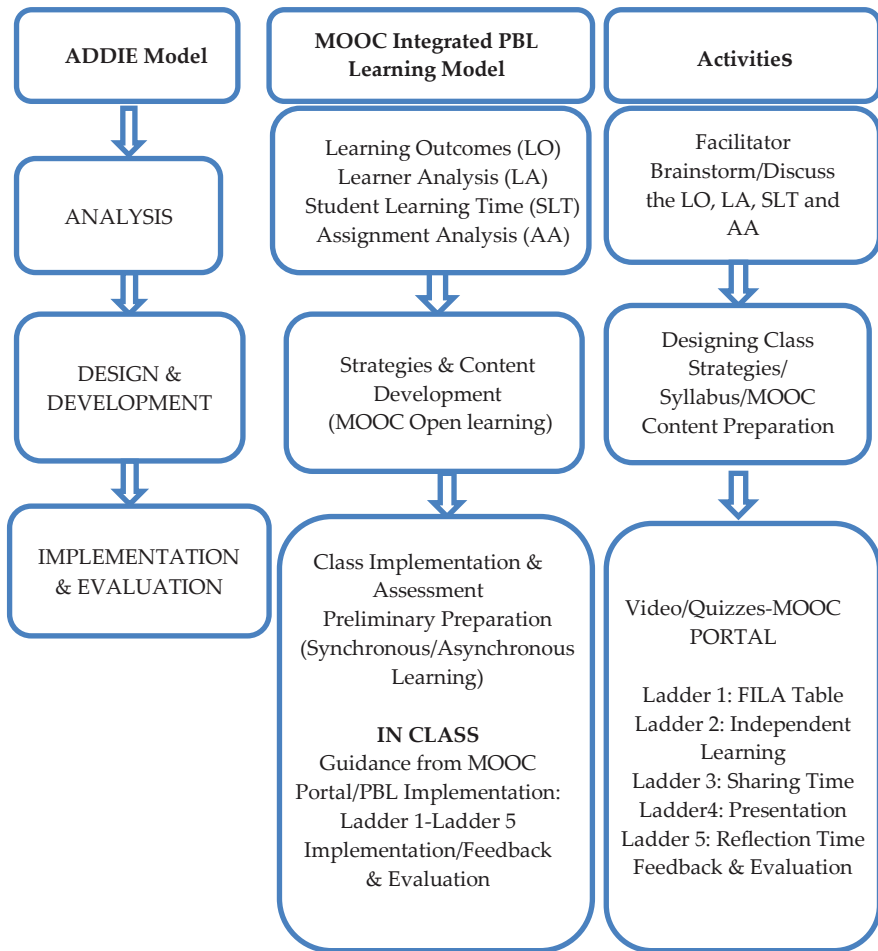 ADDIE Model
MOOC Integrated PBL
Learning Model
Activities
ANALYSIS
Learning Outcomes (LO)
Learner Analysis (LA)
Student Learning Time (SLT)
Assignment Analysis (AA)
Facilitator
Brainstorm/Discuss
the LO, LA, SLT and
AA
DESIGN &
DEVELOPMENT
Strategies & Content
Development
(MOOC Open learning)
Designing Class
Strategies/
Syllabus/MOOC
Content Preparation
IMPLEMENTATION
& EVALUATION
Class Implementation &
Assessment
Preliminary Preparation
(Synchronous/Asynchronous
Learning)
IN CLASS
Guidance from MOOC
Portal/PBL Implementation:
Ladder 1-Ladder 5
Implementation/Feedback
& Evaluation
Video/Quizzes-MOOC
PORTAL
Ladder 1: FILA Table
Ladder 2: Independent
Learning
Ladder 3: Sharing Time
Ladder4: Presentation
Ladder 5: Reflection Time
Feedback & Evaluation